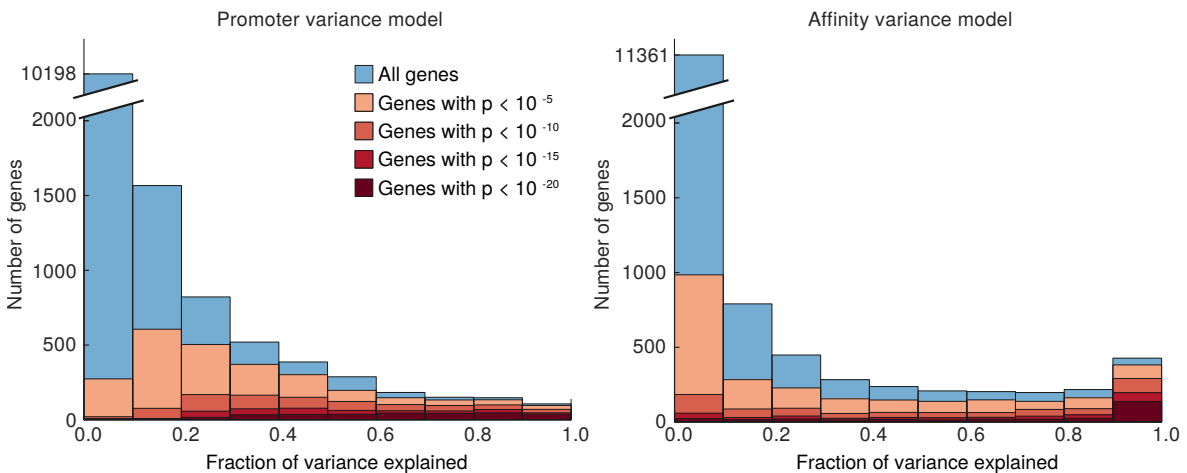 Promoter variance model
10198
2000
1500
1000
500
0
Number of genes
0.0 0.2 0.4 0.6 0.8 1.0
Fraction of variance explained
All genes
Genes with p < 10 -5
Genes with p < 10 -10
Genes with p < 10 -15
Genes with p < 10 -20
Affinity variance model
11361
2000
1500
1000
500
0
Number of genes
0.0 0.2 0.4 0.6 0.8 1.0
Fraction of variance explained